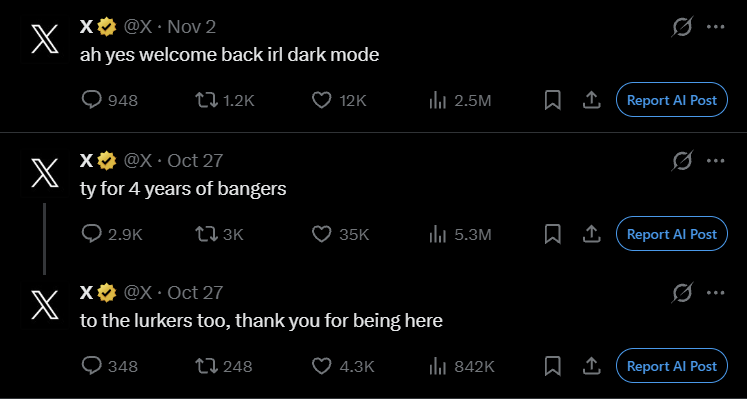 X @X · Nov 2
ah yes welcome back irl dark mode
948 1.2K 12K 2.5M Report AI Post
X @X · Oct 27
ty for 4 years of bangers
2.9K 3K 35K 5.3M Report AI Post
X @X · Oct 27
to the lurkers too, thank you for being here
348 248 4.3K 842K Report AI Post